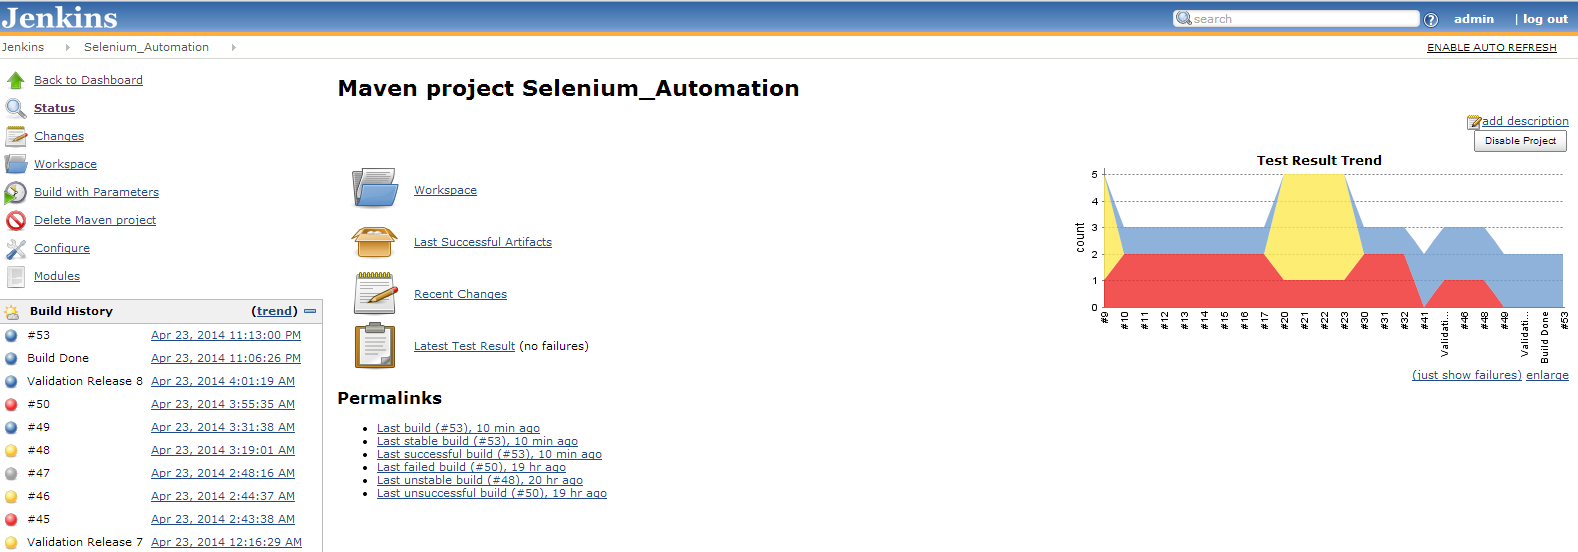 Jenkins
search
admin
| log out
Jenkins
Selenium_Automation
ENABLE AUTO REFRESH
Back to Dashboard
Status
Changes
Workspace
Build with Parameters
Delete Maven project
Configure
Modules
Build History (trend)
#53 Apr 23, 2014 11:13:00 PM
Build Done Apr 23, 2014 11:06:26 PM
Validation Release 8 Apr 23, 2014 4:01:19 AM
#50 Apr 23, 2014 3:55:35 AM
#49 Apr 23, 2014 3:31:38 AM
#48 Apr 23, 2014 3:19:01 AM
#47 Apr 23, 2014 2:48:16 AM
#46 Apr 23, 2014 2:44:37 AM
#45 Apr 23, 2014 2:43:38 AM
Validation Release 7 Apr 23, 2014 12:16:29 AM
Maven project Selenium_Automation
add description
Disable Project
Workspace
Last Successful Artifacts
Recent Changes
Latest Test Result (no failures)
Permalinks
Last build (#53), 10 min ago
Last stable build (#53), 10 min ago
Last successful build (#53), 10 min ago
Last failed build (#50), 19 hr ago
Last unstable build (#48), 20 hr ago
Last unsuccessful build (#50), 19 hr ago
Test Result Trend
count
5
4
3
2
1
0
#9
#10
#11
#12
#13
#14
#15
#16
#17
#20
#21
#22
#23
#30
#31
#32
#41
Validati...
#46
#48
#49
Validati...
Build Done
#53
(just show failures) enlarge